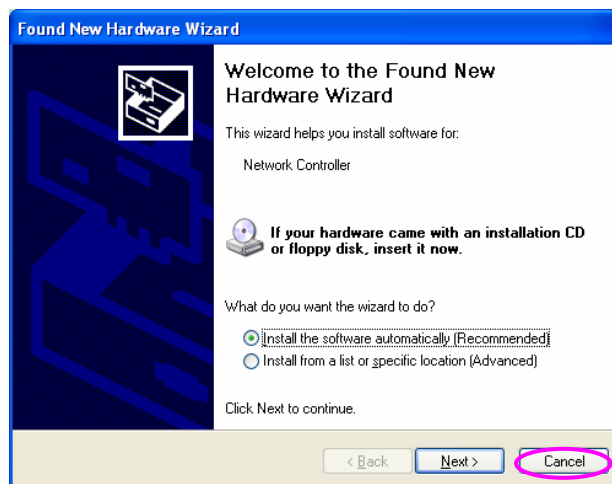 Found New Hardware Wizard
Welcome to the Found New
Hardware Wizard
This wizard helps you install software for:
Network Controller
If your hardware came with an installation CD
or floppy disk, insert it now.
What do you want the wizard to do?
Install the software automatically (Recommended)
Install from a list or specific location (Advanced)
Click Next to continue.
< Back Next > Cancel